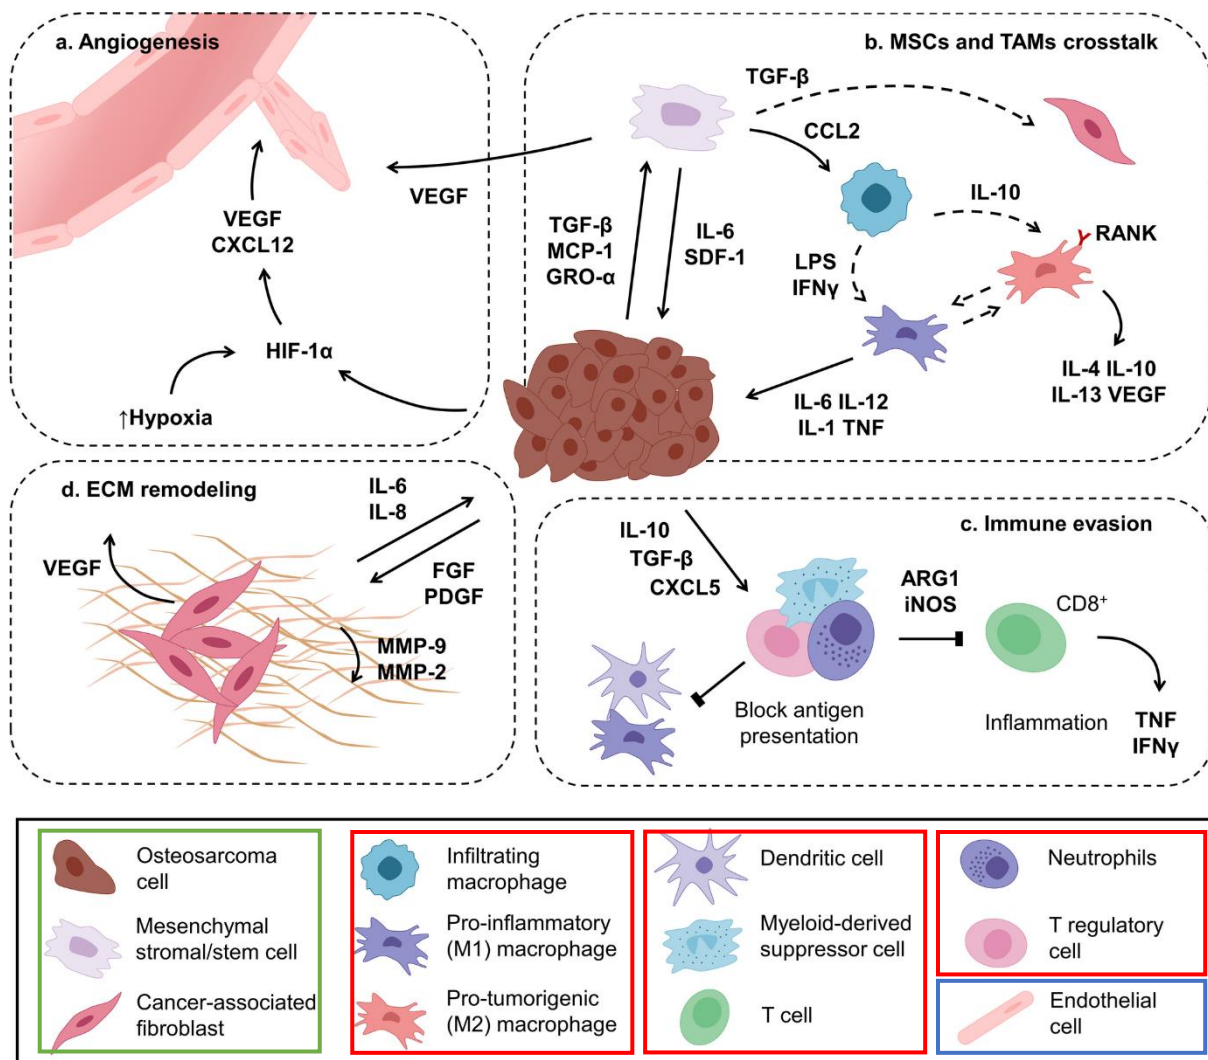 a. Angiogenesis
VEGF
CXCL12
HIF-1α
↑Hypoxia
VEGF
b. MSCs and TAMs crosstalk
TGF-β
CCL2
IL-10
RANK
TGF-β
MCP-1
GRO-α
IL-6
SDF-1
LPS
IFNγ
IL-4 IL-10
IL-13 VEGF
IL-6 IL-12
IL-1 TNF
d. ECM remodeling
IL-6
IL-8
VEGF
FGF
PDGF
MMP-9
MMP-2
c. Immune evasion
IL-10
TGF-β
CXCL5
ARG1
iNOS
CD8⁺
Block antigen
presentation
Inflammation
TNF
IFNγ
Osteosarcoma
cell
Mesenchymal
stromal/stem cell
Cancer-associated
fibroblast
Infiltrating
macrophage
Pro-inflammatory
(M1) macrophage
Pro-tumorigenic
(M2) macrophage
Dendritic cell
Myeloid-derived
suppressor cell
T cell
Neutrophils
T regulatory
cell
Endothelial
cell